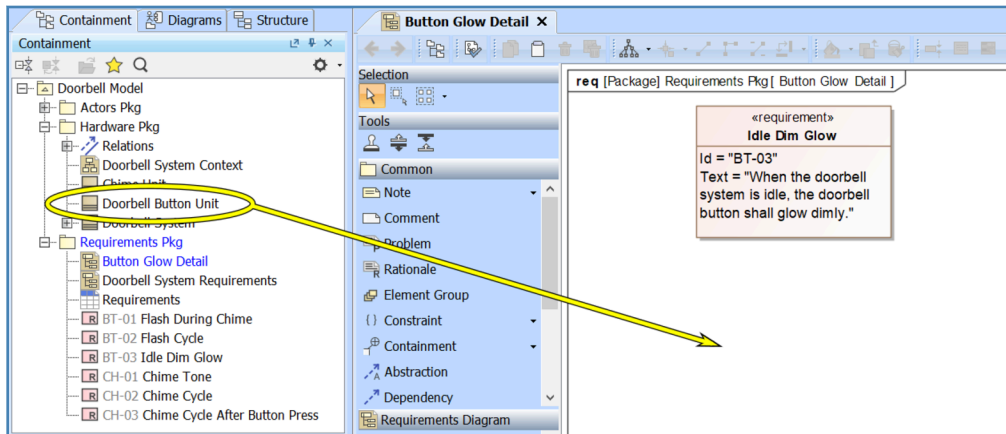 Containment
Diagrams
Structure
Containment
Doorbell Model
Actors Pkg
Hardware Pkg
Relations
Doorbell System Context
Chime Unit
Doorbell Button Unit
Doorbell System
Requirements Pkg
Button Glow Detail
Doorbell System Requirements
Requirements
R BT-01 Flash During Chime
R BT-02 Flash Cycle
R BT-03 Idle Dim Glow
R CH-01 Chime Tone
R CH-02 Chime Cycle
R CH-03 Chime Cycle After Button Press
Button Glow Detail
Selection
Tools
Common
Note
Comment
Problem
Rationale
Element Group
{} Constraint
Containment
Abstraction
Dependency
Requirements Diagram
req [Package] Requirements Pkg [ Button Glow Detail ]
«requirement»
Idle Dim Glow
Id = "BT-03"
Text = "When the doorbell
system is idle, the doorbell
button shall glow dimly."